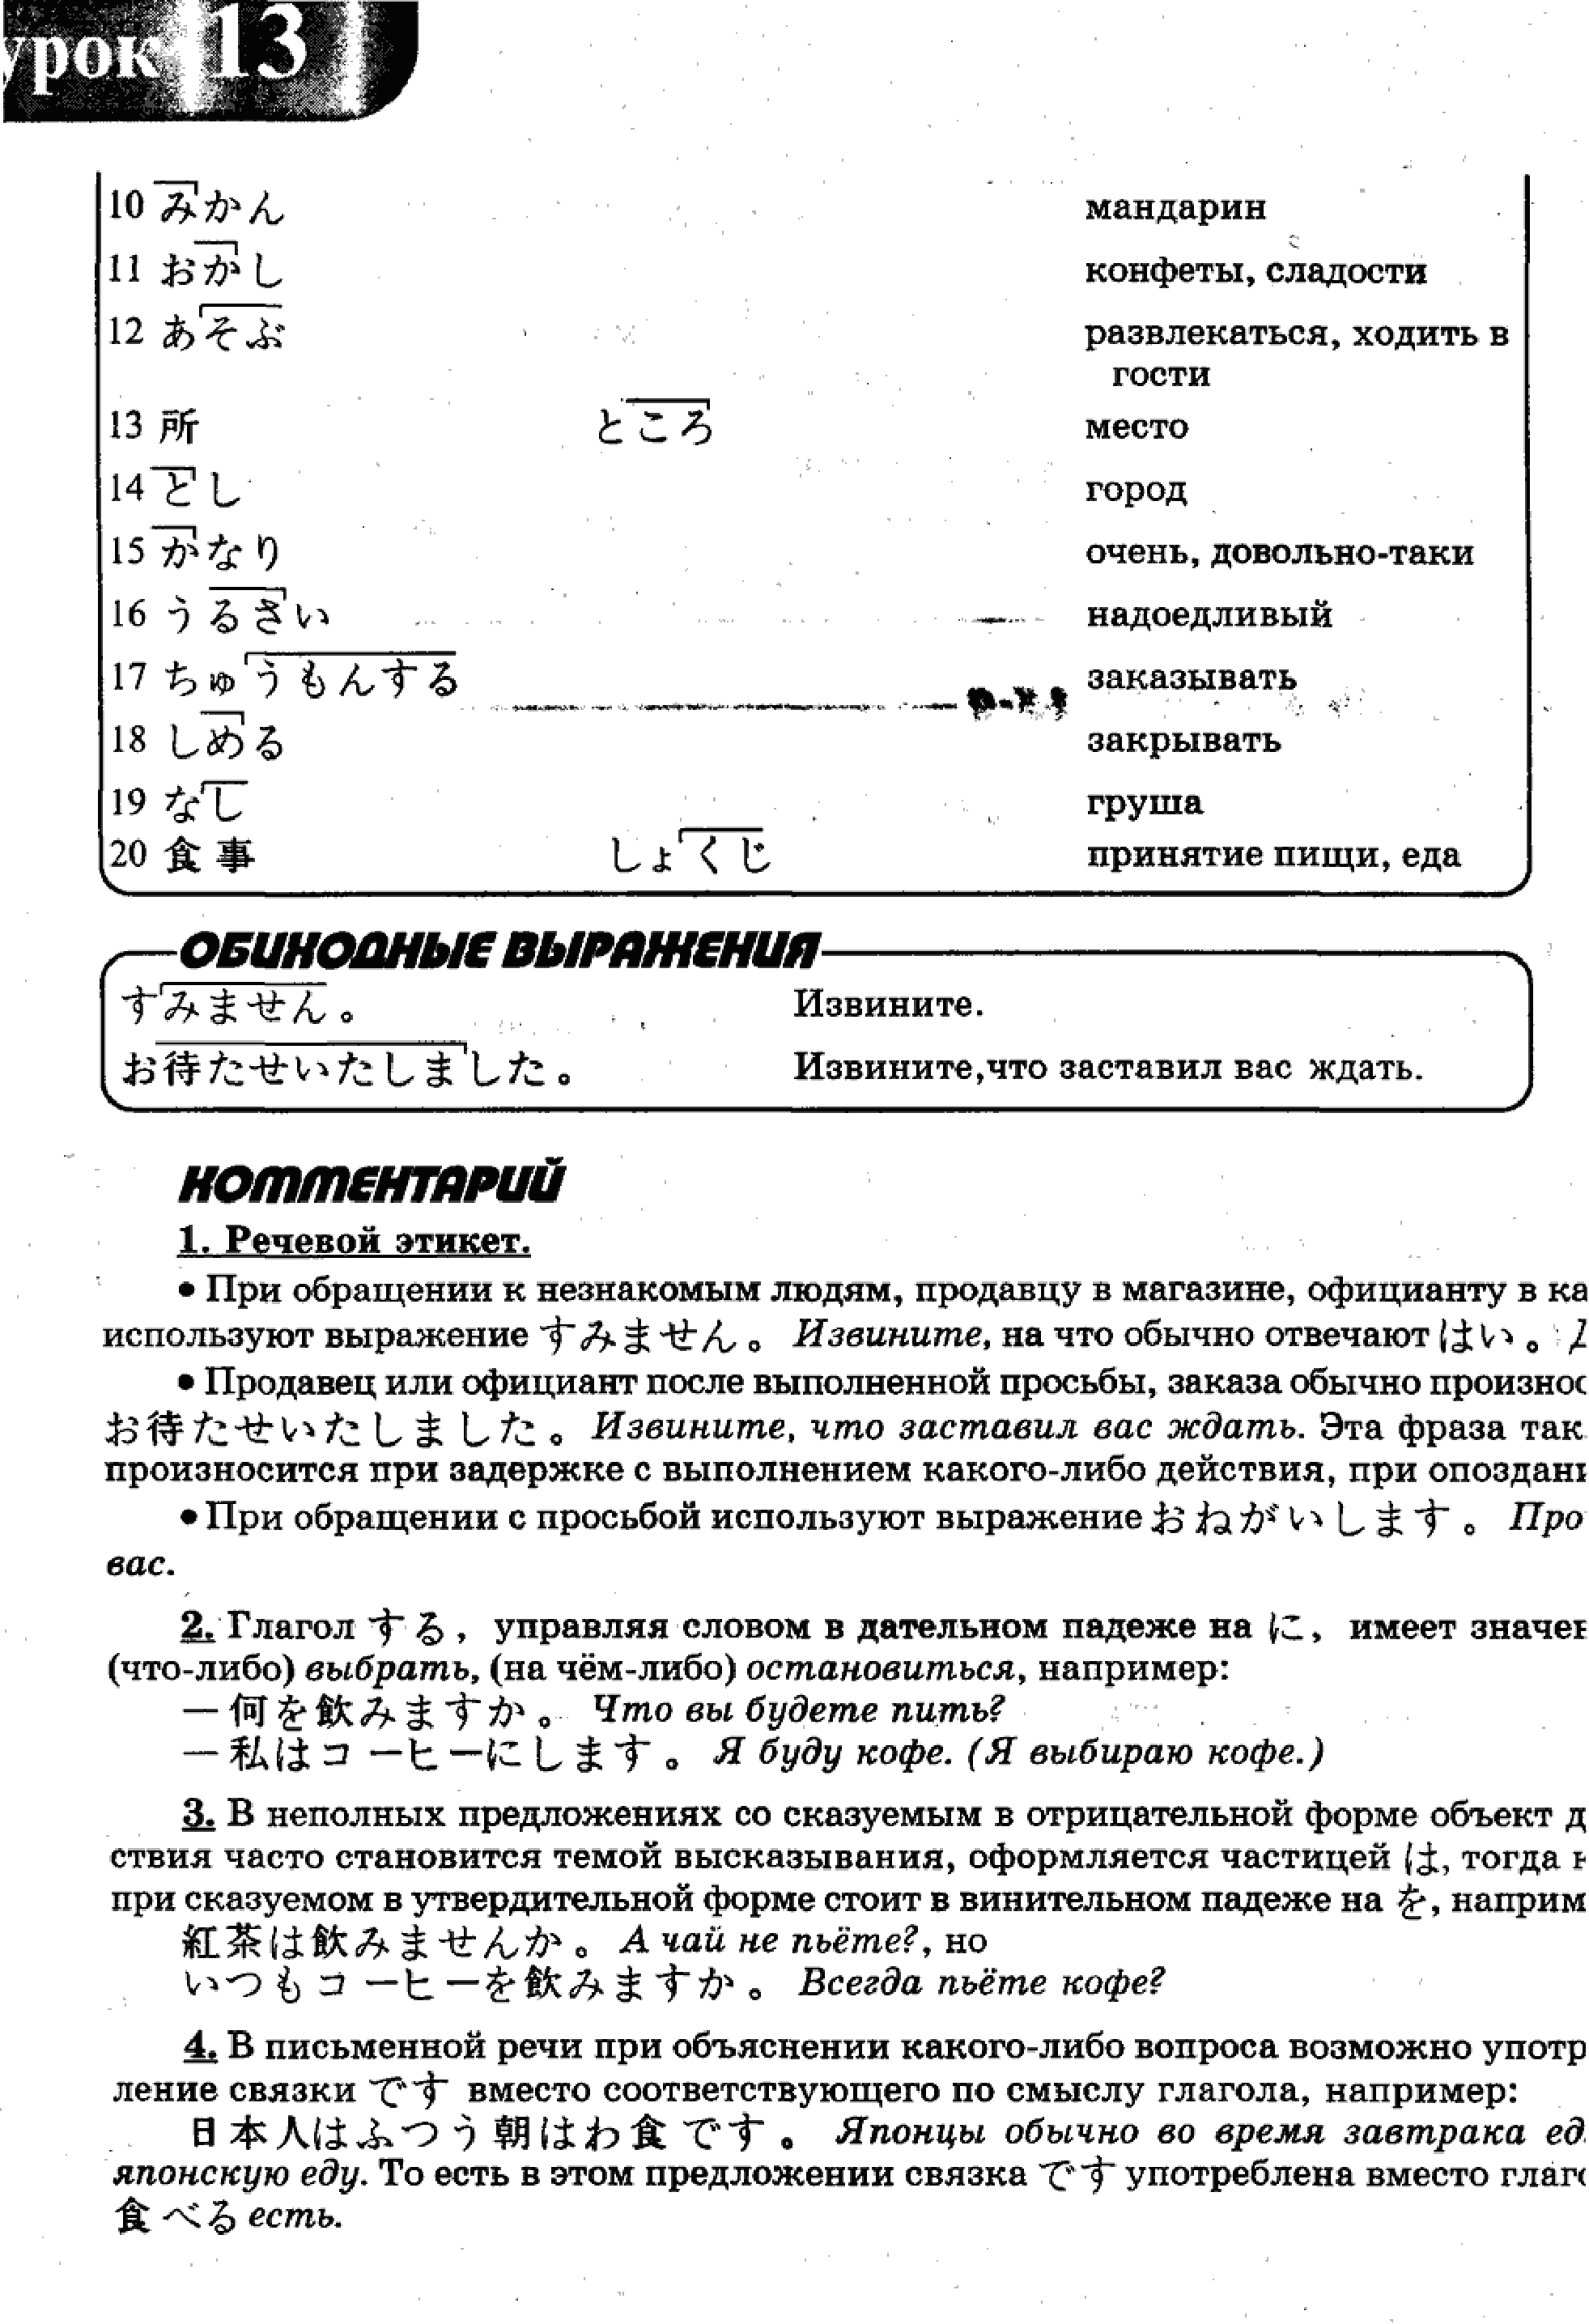 урок 13
10 みかん мандарин
11 おかし конфеты, сладости
12 あそぶ развлекаться, ходить в
гости
13 所 ところ место
14 とし город
15 かなり очень, довольно-таки
16 うるさい надоедливый
17 ちゅうもんする заказывать
18 しめる закрывать
19 なし груша
20 食事 しょくじ принятие пищи, еда
ОБИХОДНЫЕ ВЫРАЖЕНИЯ
すみません。 Извините.
お待たせいたしました。 Извините,что заставил вас ждать.
КОММЕНТАРИЙ
1. Речевой этикет.
• При обращении к незнакомым людям, продавцу в магазине, официанту в ка
используют выражение すみません。 Извините, на что обычно отвечают はい。
• Продавец или официант после выполненной просьбы, заказа обычно произнос
お待たせいたしました。 Извините, что заставил вас ждать. Эта фраза так
произносится при задержке с выполнением какого-либо действия, при опоздан
• При обращении с просьбой используют выражение おねがいします。 Про
вас.
2. Глагол する, управляя словом в дательном падеже на に, имеет значен
(что-либо) выбрать, (на чём-либо) остановиться, например:
— 何を飲みますか。 Что вы будете пить?
— 私はコーヒーにします。 Я буду кофе. (Я выбираю кофе.)
3. В неполных предложениях со сказуемым в отрицательной форме объект д
ствия часто становится темой высказывания, оформляется частицей は, тогда к
при сказуемом в утвердительной форме стоит в винительном падеже на を, наприм
紅茶は飲みませんか。 А чай не пьёте?, но
いつもコーヒーを飲みますか。 Всегда пьёте кофе?
4. В письменной речи при объяснении какого-либо вопроса возможно употр
ление связки です вместо соответствующего по смыслу глагола, например:
日本人はふつう朝はわ食です。 Японцы обычно во время завтрака ед
японскую еду. То есть в этом предложении связка です употреблена вместо глаго
食べる есть.